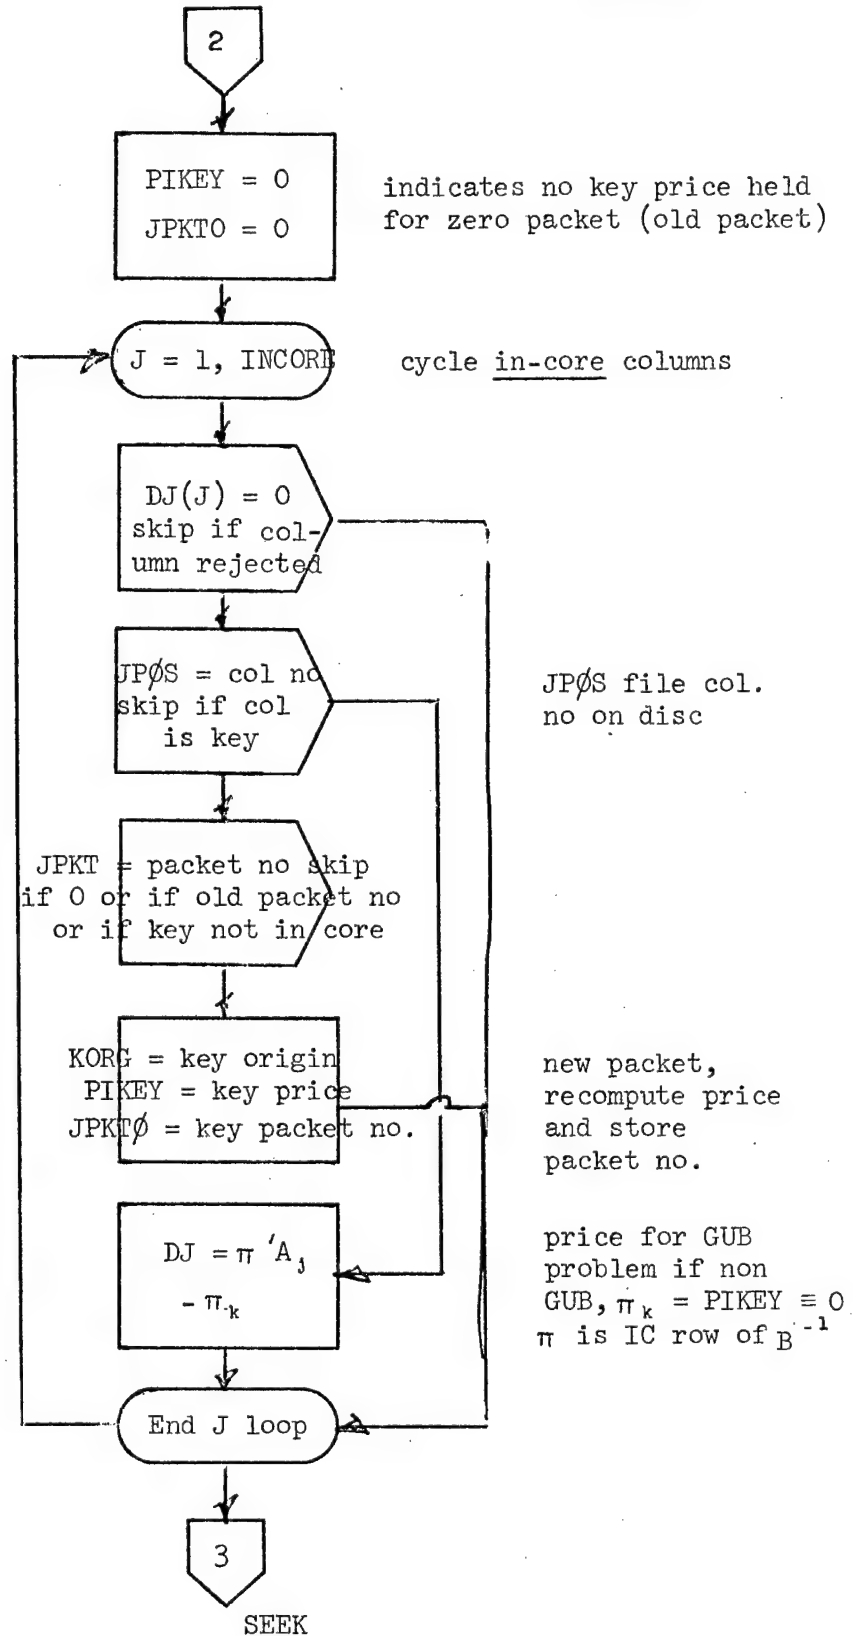 2
PIKEY = 0
JPKTO = 0
indicates no key price held
for zero packet (old packet)
J = 1, INCORE
cycle in-core columns
DJ(J) = 0
skip if col-
umn rejected
JPØS = col no
skip if col
is key
JPØS file col.
no on disc
JPKT = packet no skip
if 0 or if old packet no
or if key not in core
KORG = key origin
PIKEY = key price
JPKTØ = key packet no.
new packet,
recompute price
and store
packet no.
DJ = π 'A j
- π k
price for GUB
problem if non
GUB, π k = PIKEY ≡ 0
π is IC row of B -1
End J loop
3
SEEK